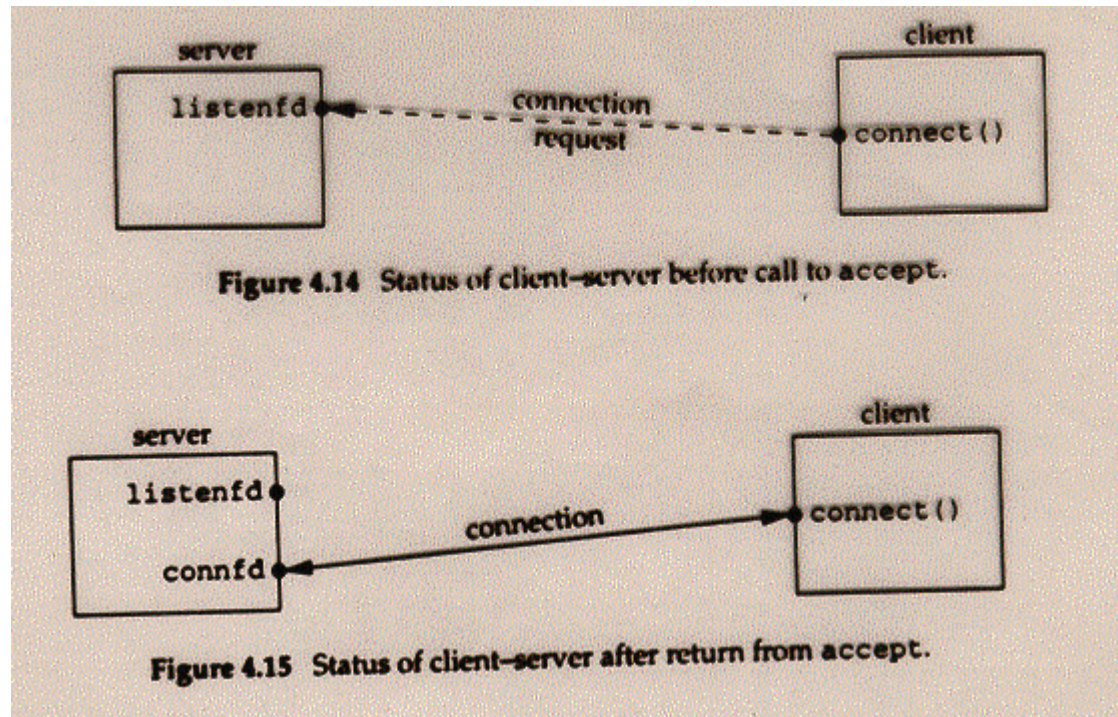 server
client
listenfd
connection
request
connect()
Figure 4.14 Status of client–server before call to accept.
server
client
listenfd
connection
connect()
connfd
Figure 4.15 Status of client–server after return from accept.